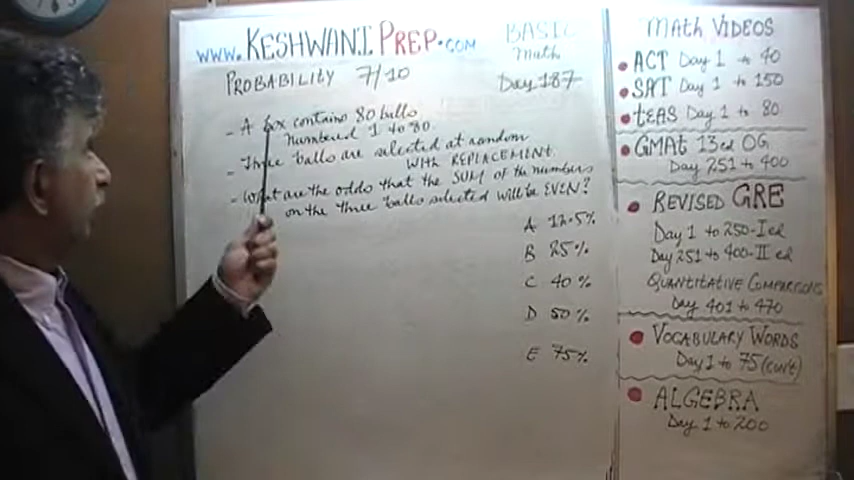 www.KESHWANIPREP.COM
BASIC
Math
PROBABILITY 7/10
Day 187
- A Box contains 80 balls
numbered 1 to 80.
- Three balls are selected at random
WITH REPLACEMENT.
- What are the odds that the SUM of the numbers
on the three balls selected will be EVEN?
A 12.5%
B 25%
C 40%
D 50%
E 75%
MATH VIDEOS
ACT Day 1 to 40
SAT Day 1 to 150
TEAS Day 1 to 80
GMAT 13ed OG
Day 251 to 400
REVISED GRE
Day 1 to 250-I ed
Day 251 to 400-II ed
QUANTITATIVE COMPARISONS
Day 401 to 470
VOCABULARY WORDS
Day 1 to 75 (con't)
ALGEBRA
Day 1 to 200